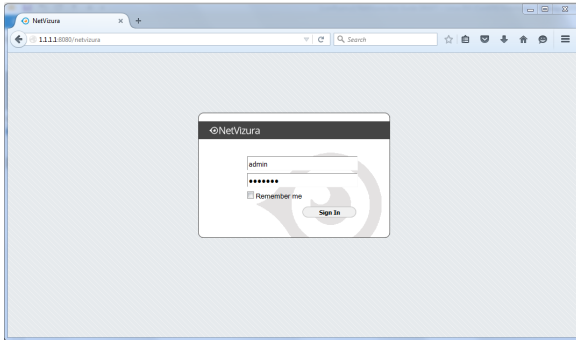 NetVizura
1.1.1.1:8080/netvizura
Search
NetVizura
admin
•••••••
Remember me
Sign In